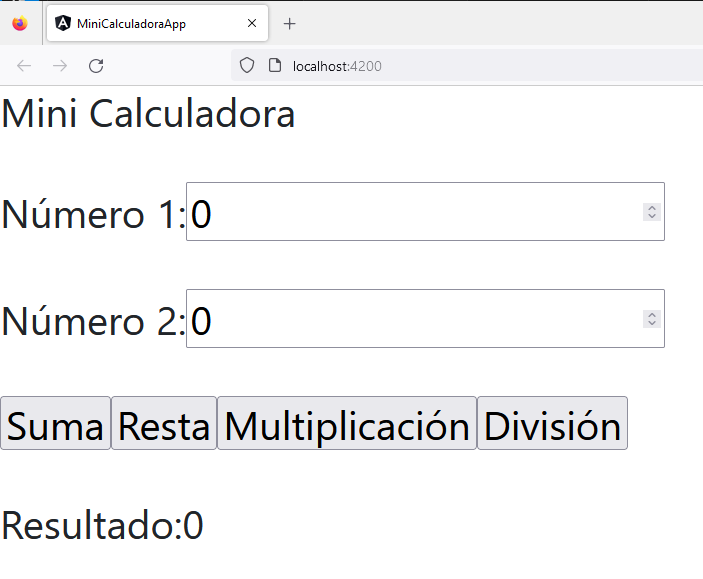 MiniCalculadoraApp
localhost:4200
Mini Calculadora
Número 1:0
Número 2:0
Suma Resta Multiplicación División
Resultado:0